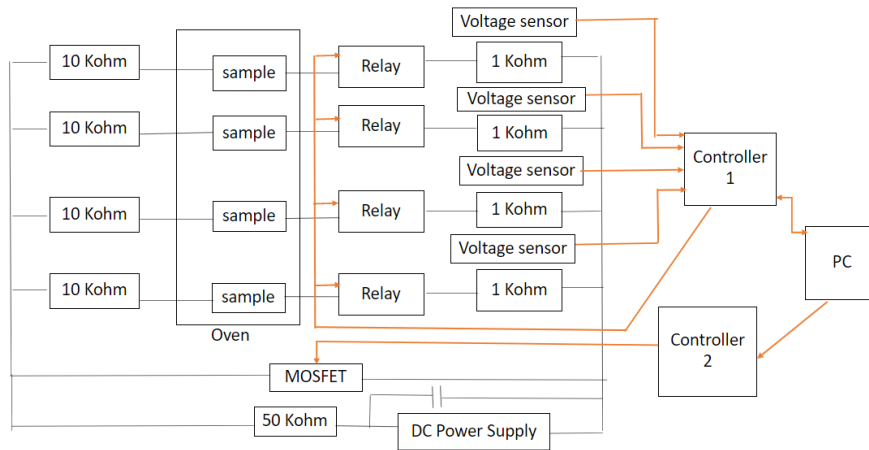 Voltage sensor
10 Kohm
sample
Relay
1 Kohm
Voltage sensor
10 Kohm
sample
Relay
1 Kohm
Controller
1
Voltage sensor
10 Kohm
sample
Relay
1 Kohm
Voltage sensor
PC
10 Kohm
sample
Relay
1 Kohm
Oven
Controller
2
MOSFET
50 Kohm
DC Power Supply